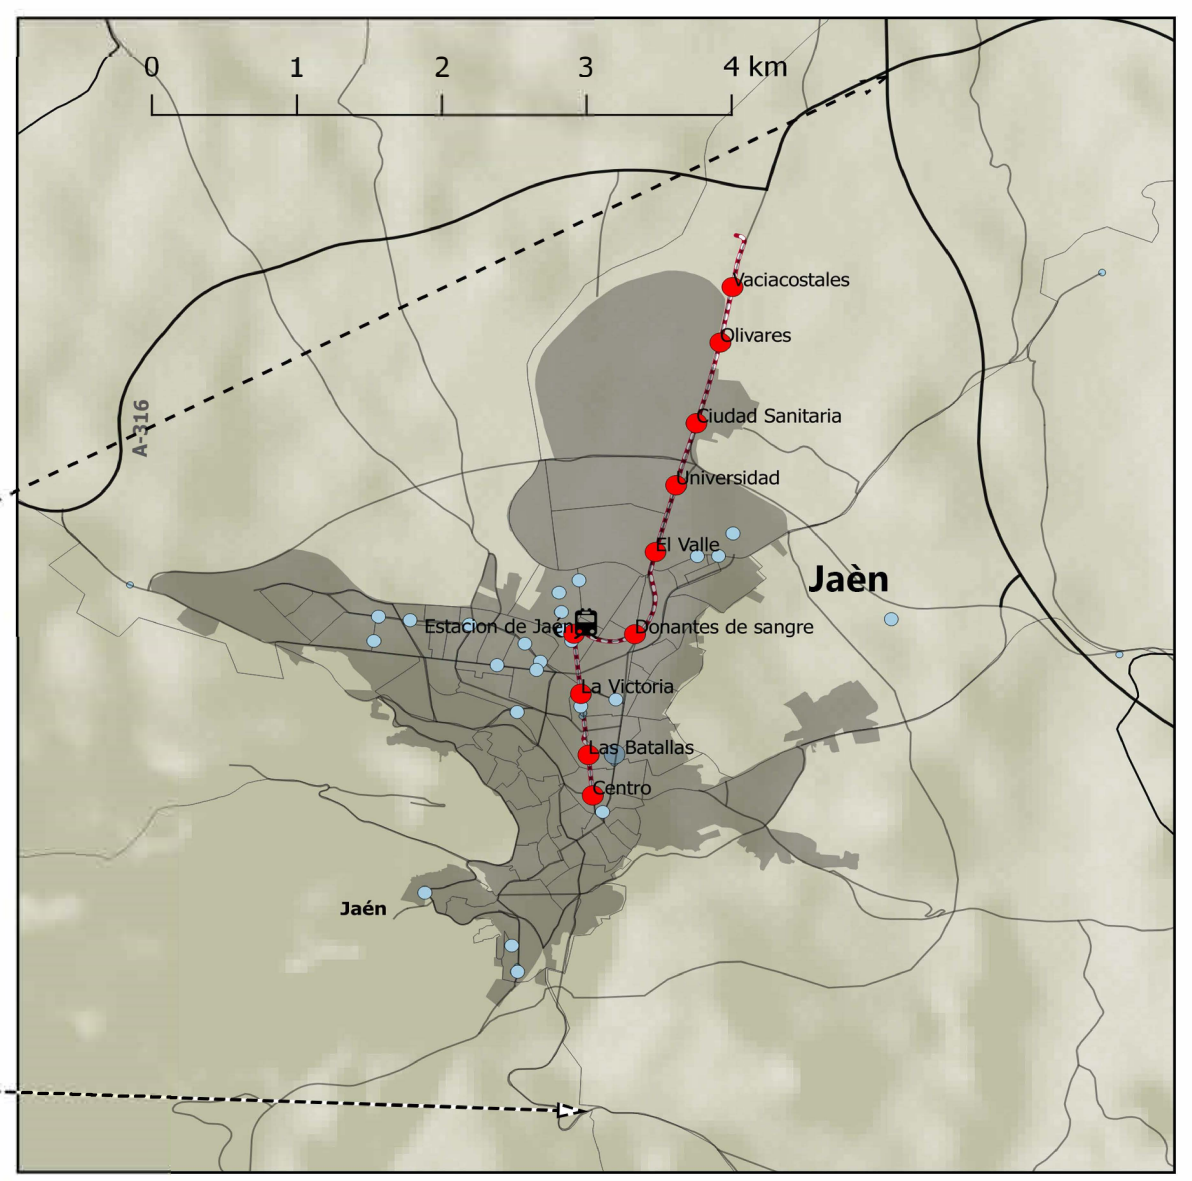 0 1 2 3 4 km
Vaciacostales
Olivares
A-316
Ciudad Sanitaria
Universidad
El Valle
Jaèn
Estacion de Jaén
Donantes de sangre
La Victoria
Las Batallas
Centro
Jaén